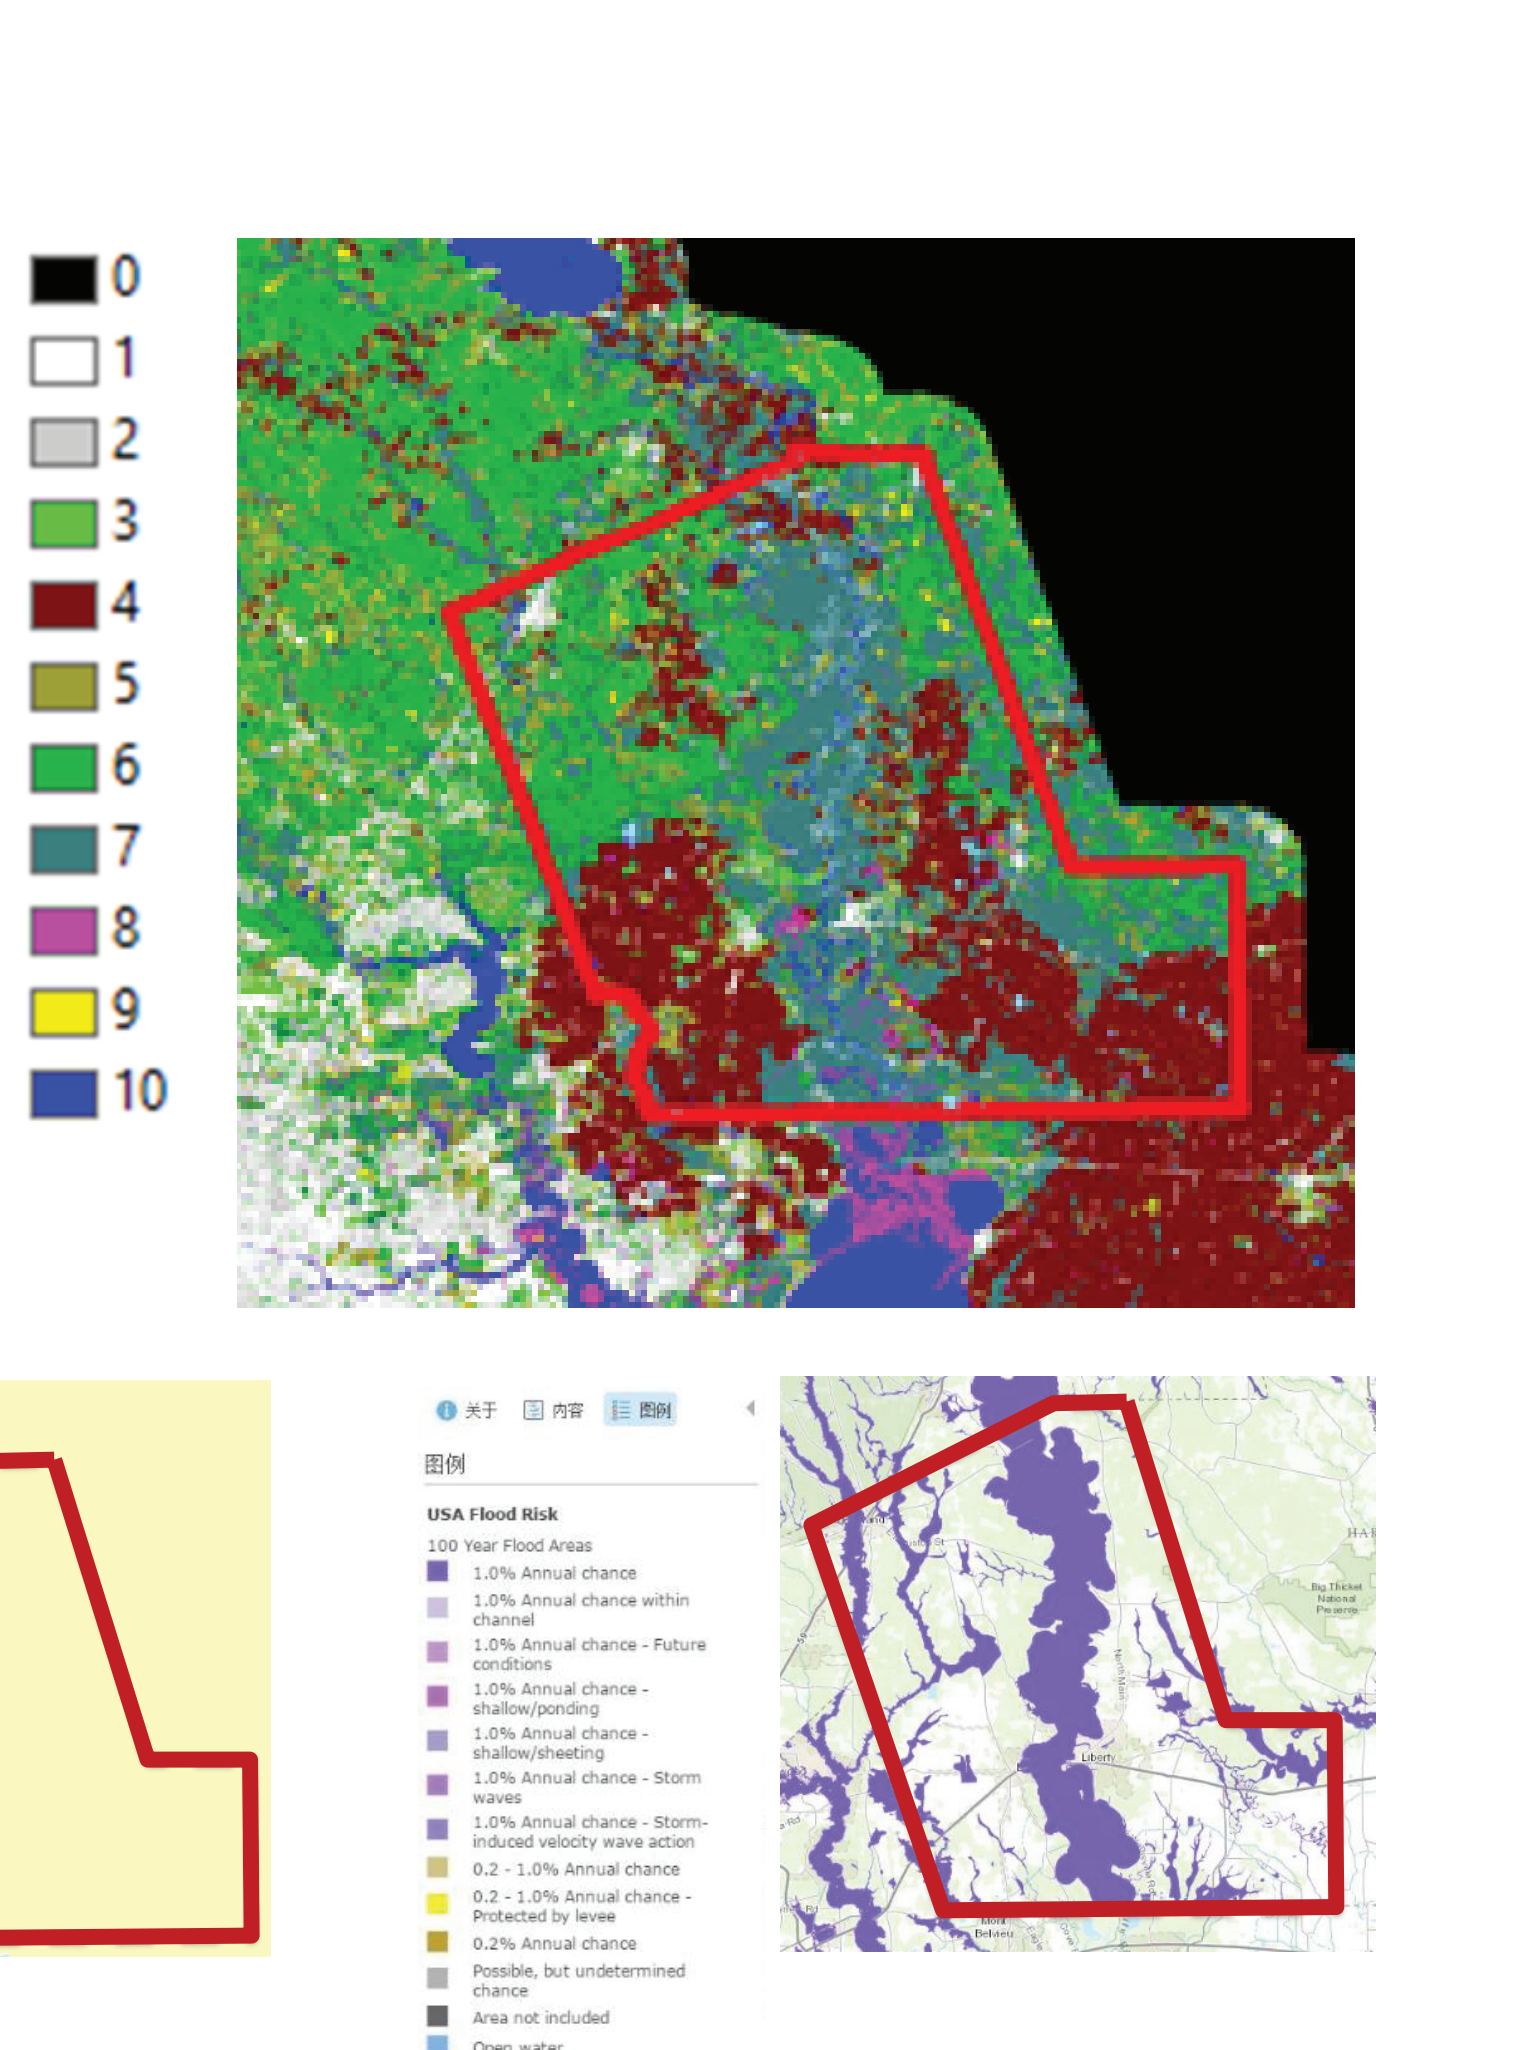 0
1
2
3
4
5
6
7
8
9
10
关于 内容 图例
图例
USA Flood Risk
100 Year Flood Areas
1.0% Annual chance
1.0% Annual chance within
channel
1.0% Annual chance - Future
conditions
1.0% Annual chance -
shallow/ponding
1.0% Annual chance -
shallow/sheeting
1.0% Annual chance - Storm
waves
1.0% Annual chance - Storm-
induced velocity wave action
0.2 - 1.0% Annual chance
0.2 - 1.0% Annual chance -
Protected by levee
0.2% Annual chance
Possible, but undetermined
chance
Area not included
Open water
HAR
Big Thicket
National
Preserve
59
North Main
Liberty
Rd
Mont
Belvieu